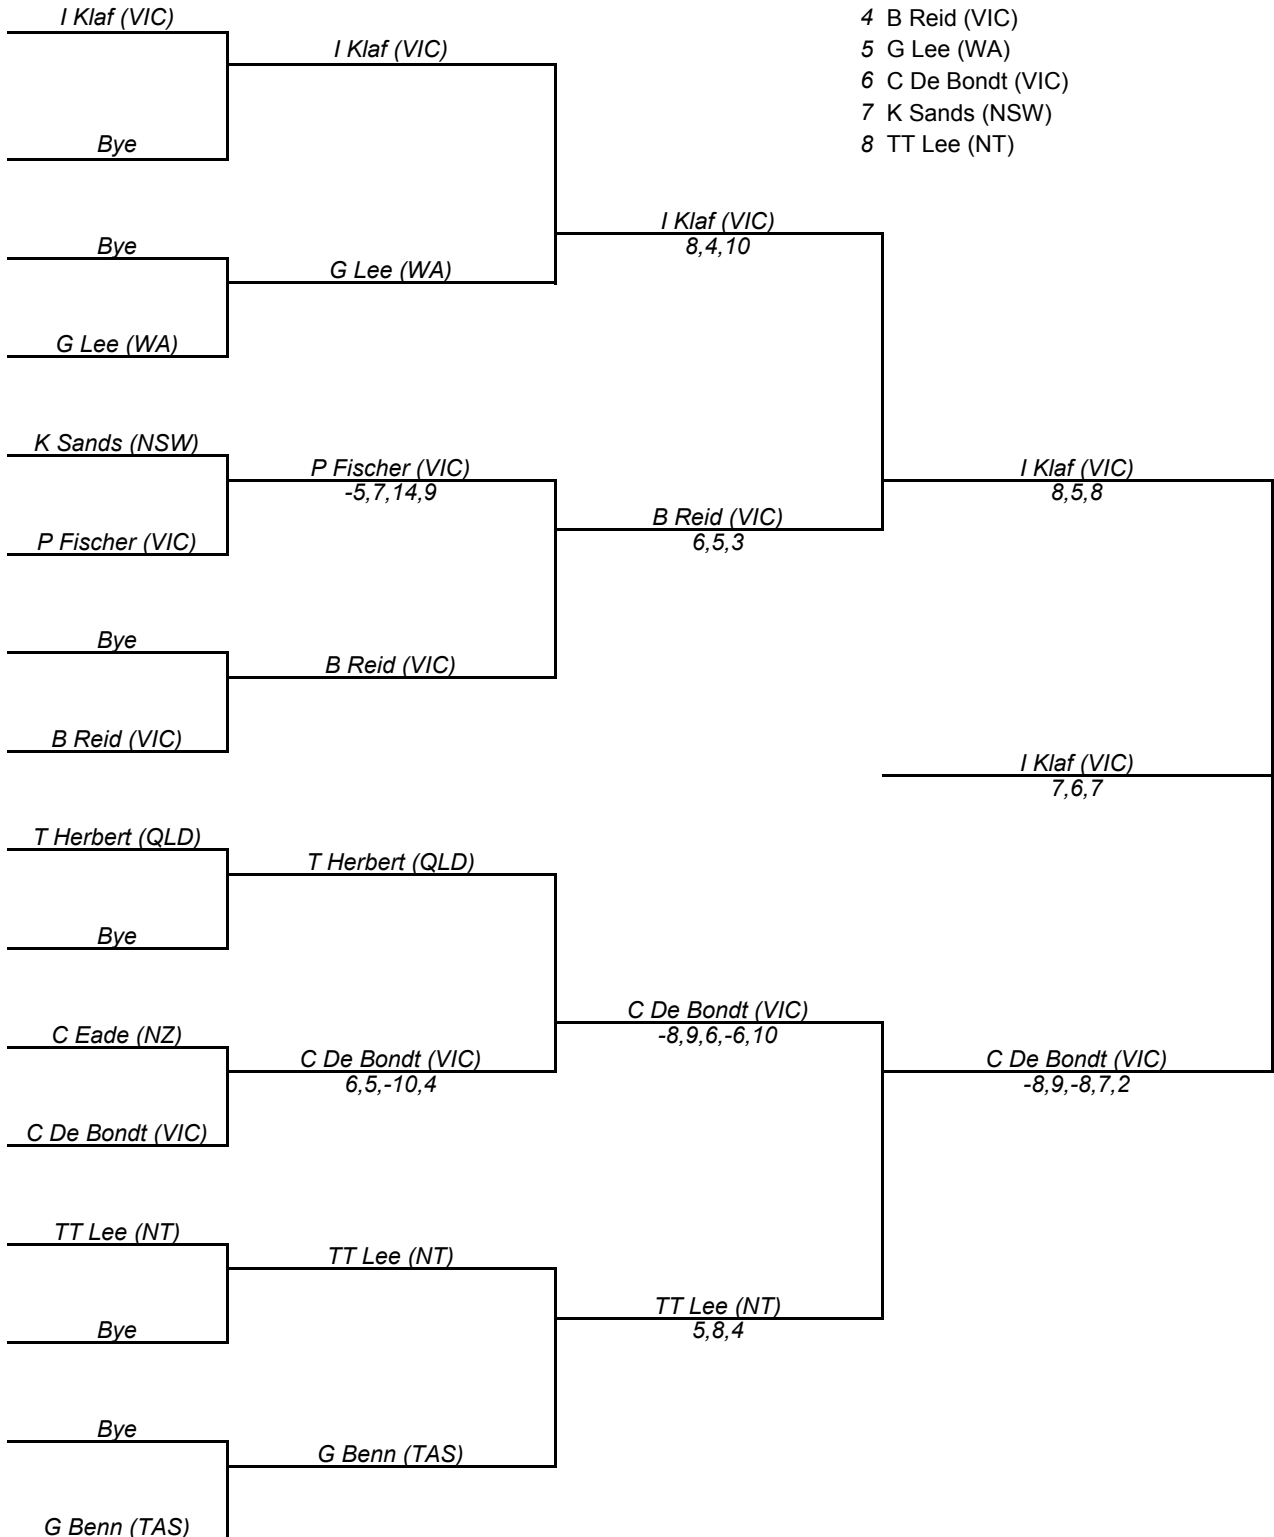 I Klaf (VIC)
4 B Reid (VIC)
I Klaf (VIC)
5 G Lee (WA)
6 C De Bondt (VIC)
7 K Sands (NSW)
Bye
8 TT Lee (NT)
I Klaf (VIC)
Bye
8,4,10
G Lee (WA)
G Lee (WA)
K Sands (NSW)
P Fischer (VIC)
I Klaf (VIC)
-5,7,14,9
8,5,8
B Reid (VIC)
P Fischer (VIC)
6,5,3
Bye
B Reid (VIC)
B Reid (VIC)
I Klaf (VIC)
7,6,7
T Herbert (QLD)
T Herbert (QLD)
Bye
C De Bondt (VIC)
C Eade (NZ)
-8,9,6,-6,10
C De Bondt (VIC)
C De Bondt (VIC)
6,5,-10,4
-8,9,-8,7,2
C De Bondt (VIC)
TT Lee (NT)
TT Lee (NT)
TT Lee (NT)
Bye
5,8,4
Bye
G Benn (TAS)
G Benn (TAS)